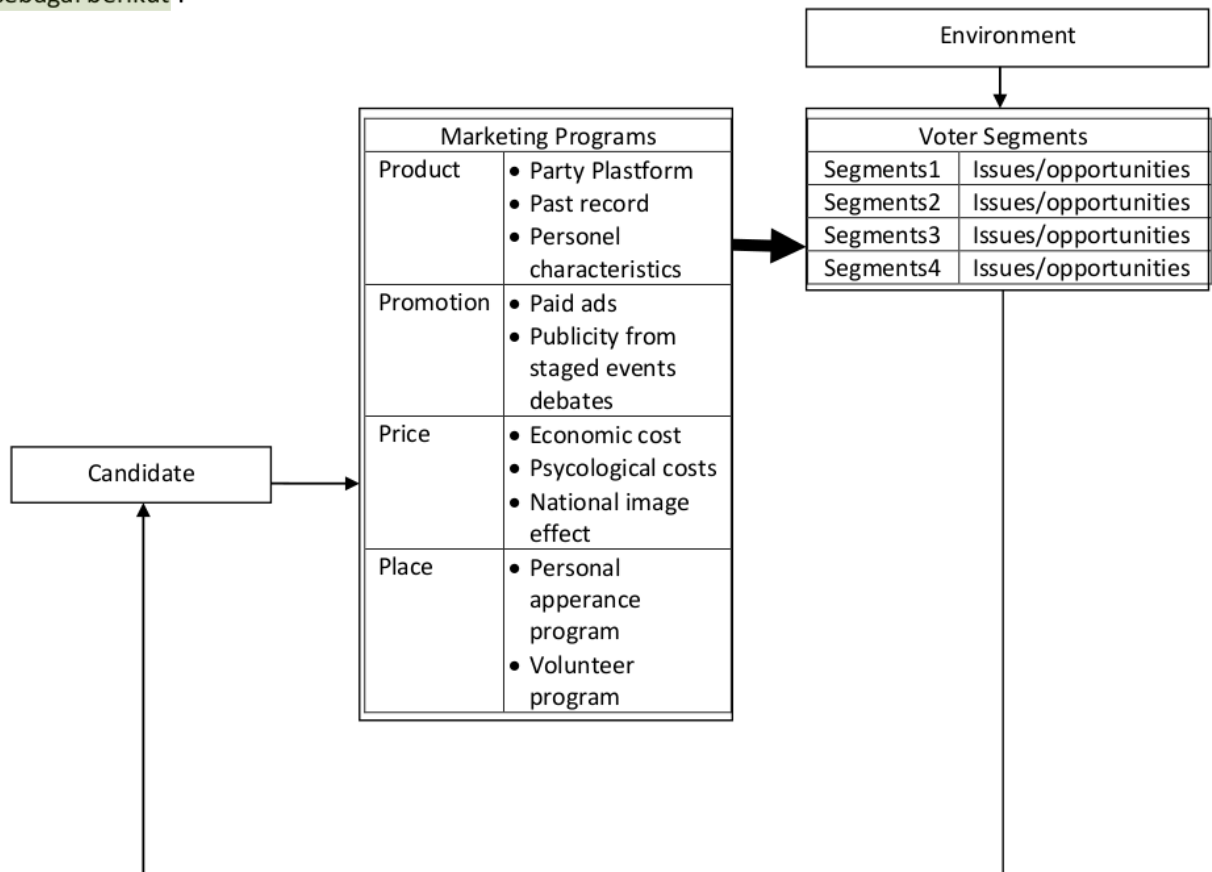 sebagai berikut :
Environment
Marketing Programs
Product
• Party Plastform
• Past record
• Personel
characteristics
Promotion
• Paid ads
• Publicity from
staged events
debates
Price
• Economic cost
• Psycological costs
• National image
effect
Place
• Personal
apperance
program
• Volunteer
program
Voter Segments
Segments1 Issues/opportunities
Segments2 Issues/opportunities
Segments3 Issues/opportunities
Segments4 Issues/opportunities
Candidate